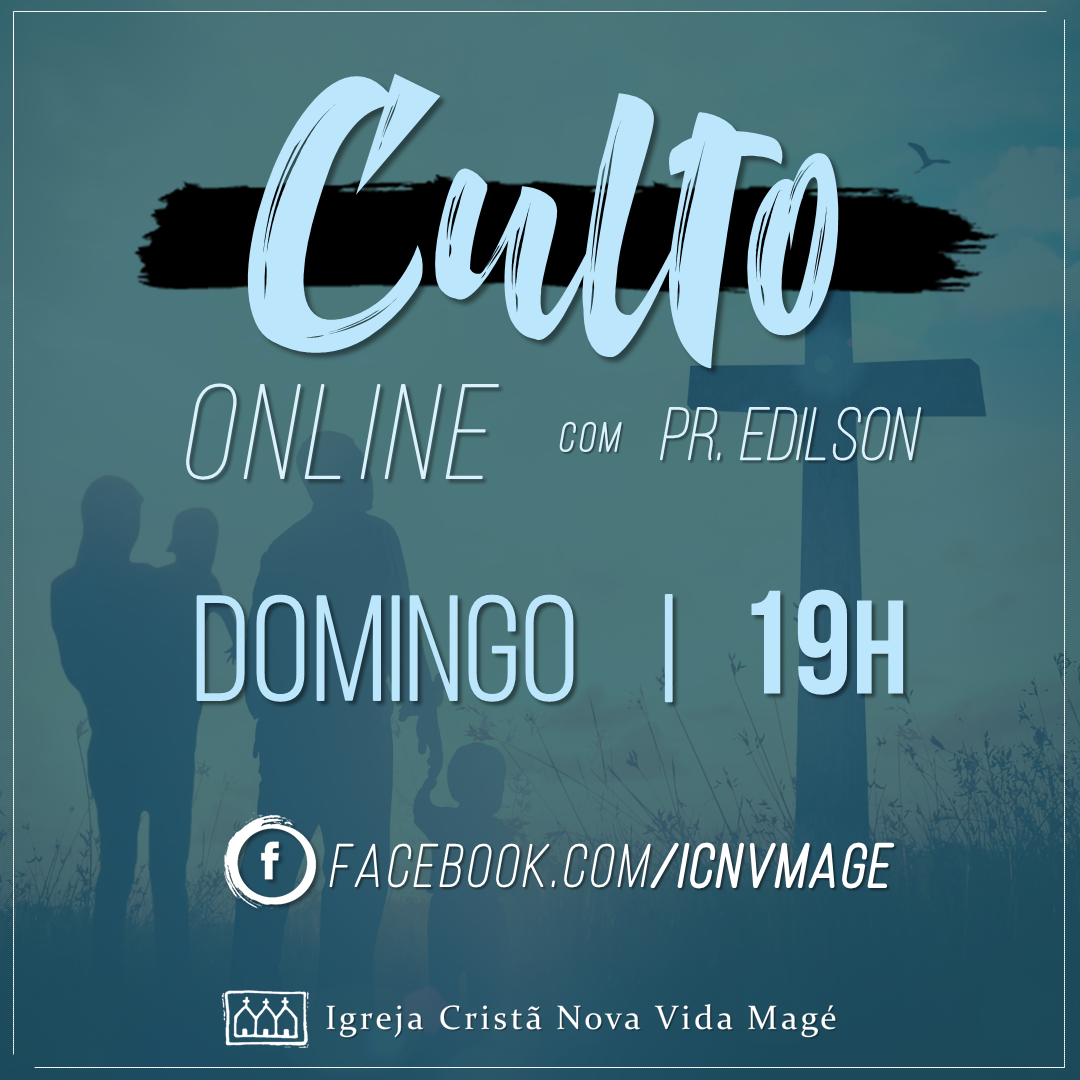 Culto
ONLINE COM PR. EDILSON
DOMINGO | 19H
f FACEBOOK.COM/ICNVMAGE
Igreja Cristã Nova Vida Magé